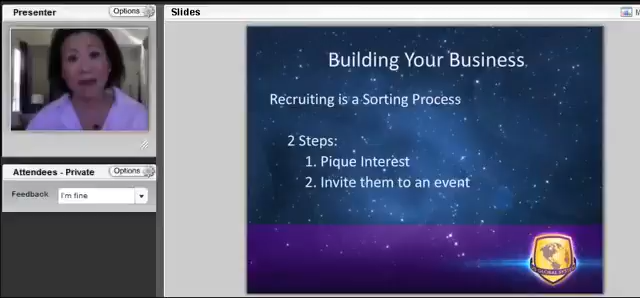 Presenter
Options
Slides
M
Building Your Business
Recruiting is a Sorting Process
2 Steps:
1. Pique Interest
2. Invite them to an event
Attendees - Private
Options
Feedback
I'm fine